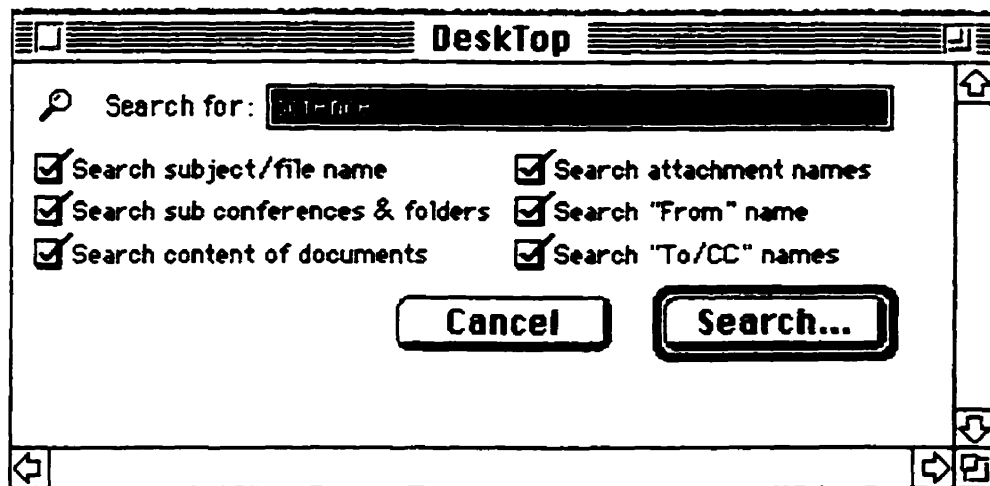 DeskTop
Search for: science
Search subject/file name
Search attachment names
Search sub conferences & folders
Search "From" name
Search content of documents
Search "To/CC" names
Cancel
Search...